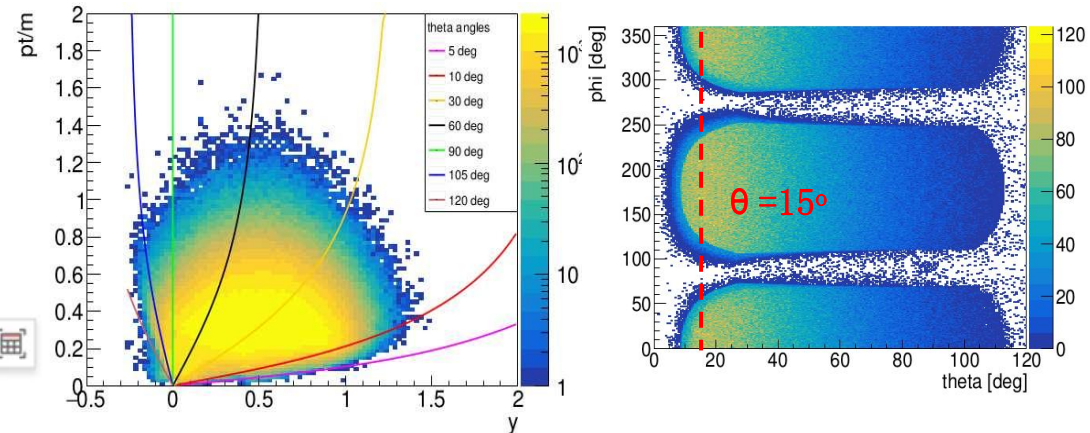 pt/m
2
1.8
1.6
1.4
1.2
1
0.8
0.6
0.4
0.2
0
−0.5 0 0.5 1 1.5 2
y
theta angles
5 deg
10 deg
30 deg
60 deg
90 deg
105 deg
120 deg
10²
10
1
phi [deg]
350
300
250
200
150
100
50
0
0 20 40 60 80 100 120
theta [deg]
θ =15°
120
100
80
60
40
20
0